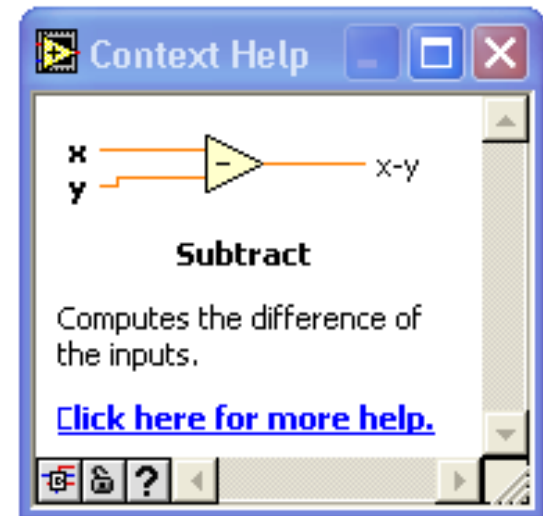 Context Help
x
y
x-y
Subtract
Computes the difference of
the inputs.
Click here for more help.
?